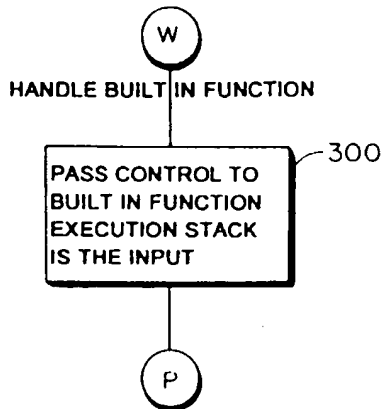 W
HANDLE BUILT IN FUNCTION
300
PASS CONTROL TO
BUILT IN FUNCTION
EXECUTION STACK
IS THE INPUT
P